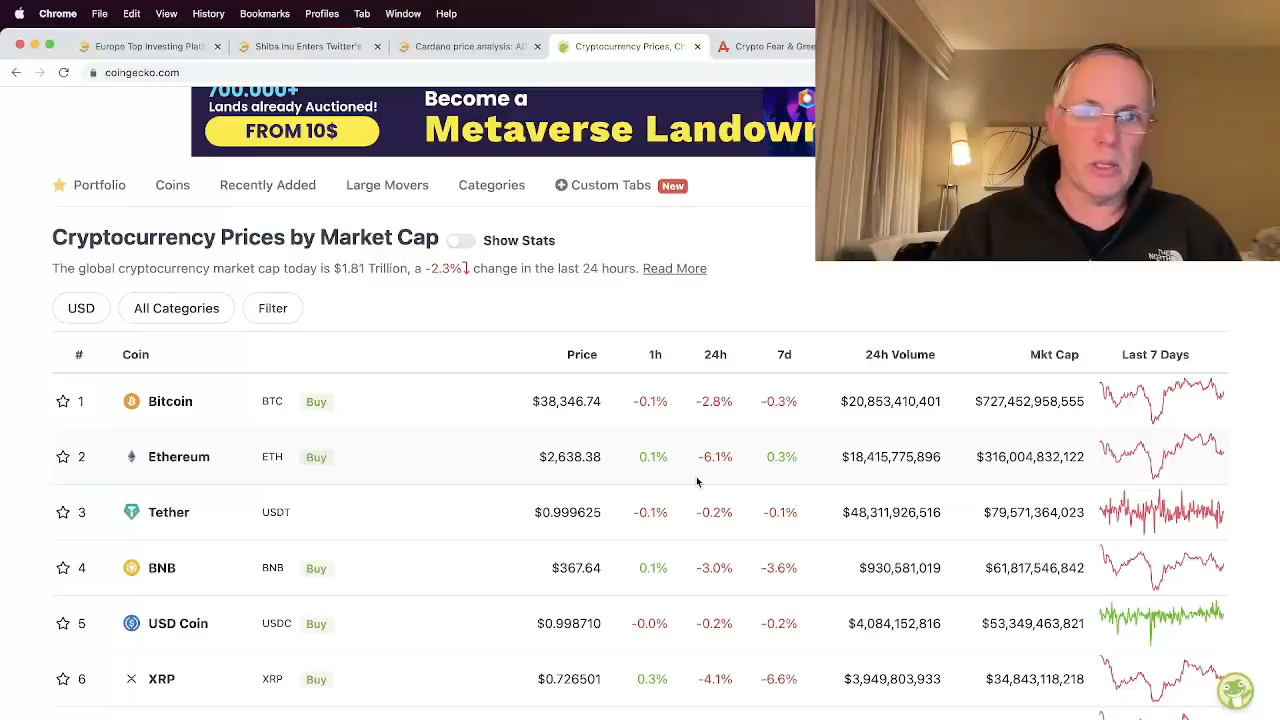 Chrome File Edit View History Bookmarks Profiles Tab Window Help
Europe Top Investing Platf Shiba Inu Enters Twitter's Cardano price analysis: AD Cryptocurrency Prices, Ch Crypto Fear & Gree
coingecko.com
700.000+
Lands already Auctioned!
FROM 10$
Become a
Metaverse Landown
Portfolio Coins Recently Added Large Movers Categories Custom Tabs New
Cryptocurrency Prices by Market Cap Show Stats
The global cryptocurrency market cap today is $1.81 Trillion, a -2.3% change in the last 24 hours. Read More
USD All Categories Filter
# Coin Price 1h 24h 7d 24h Volume Mkt Cap Last 7 Days
1 Bitcoin BTC Buy $38,346.74 -0.1% -2.8% -0.3% $20,853,410,401 $727,452,958,555
2 Ethereum ETH Buy $2,638.38 0.1% -6.1% 0.3% $18,415,775,896 $316,004,832,122
3 Tether USDT $0.999625 -0.1% -0.2% -0.1% $48,311,926,516 $79,571,364,023
4 BNB BNB Buy $367.64 0.1% -3.0% -3.6% $930,581,019 $61,817,546,842
5 USD Coin USDC Buy $0.998710 -0.0% -0.2% -0.2% $4,084,152,816 $53,349,463,821
6 XRP XRP Buy $0.726501 0.3% -4.1% -6.6% $3,949,803,933 $34,843,118,218
THE
NORTH